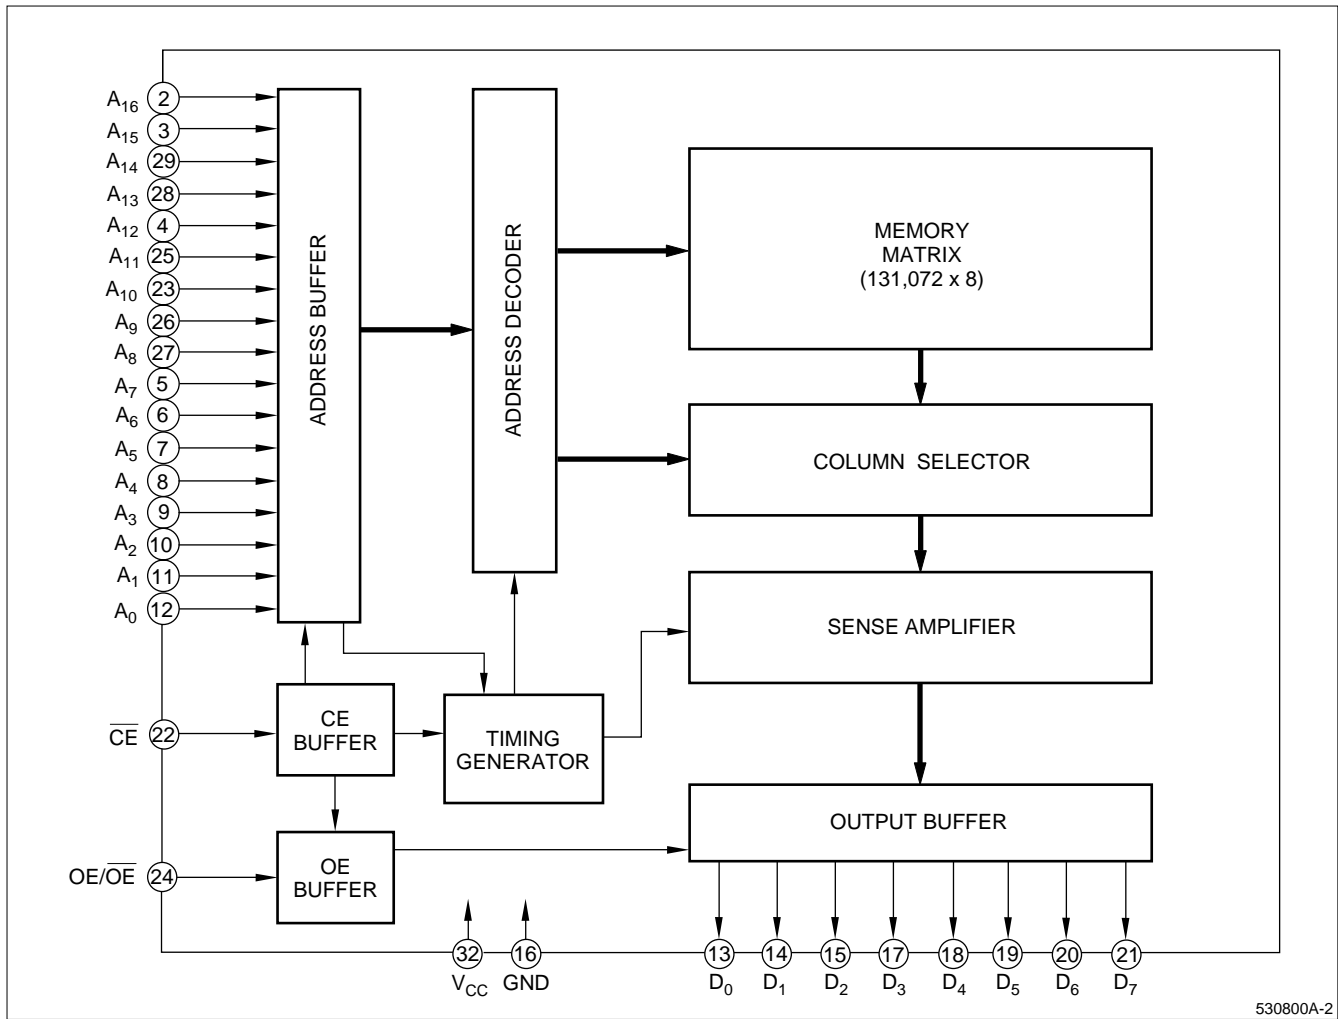 A16 2
A15 3
A14 29
A13 28
A12 4
A11 25
A10 23
A9 26
A8 27
A7 5
A6 6
A5 7
A4 8
A3 9
A2 10
A1 11
A0 12
ADDRESS BUFFER
ADDRESS DECODER
MEMORY
MATRIX
(131,072 x 8)
COLUMN SELECTOR
SENSE AMPLIFIER
C̅E̅ 22
CE
BUFFER
TIMING
GENERATOR
OUTPUT BUFFER
OE/O̅E̅ 24
OE
BUFFER
32 16 13 14 15 17 18 19 20 21
VCC GND D0 D1 D2 D3 D4 D5 D6 D7
530800A-2